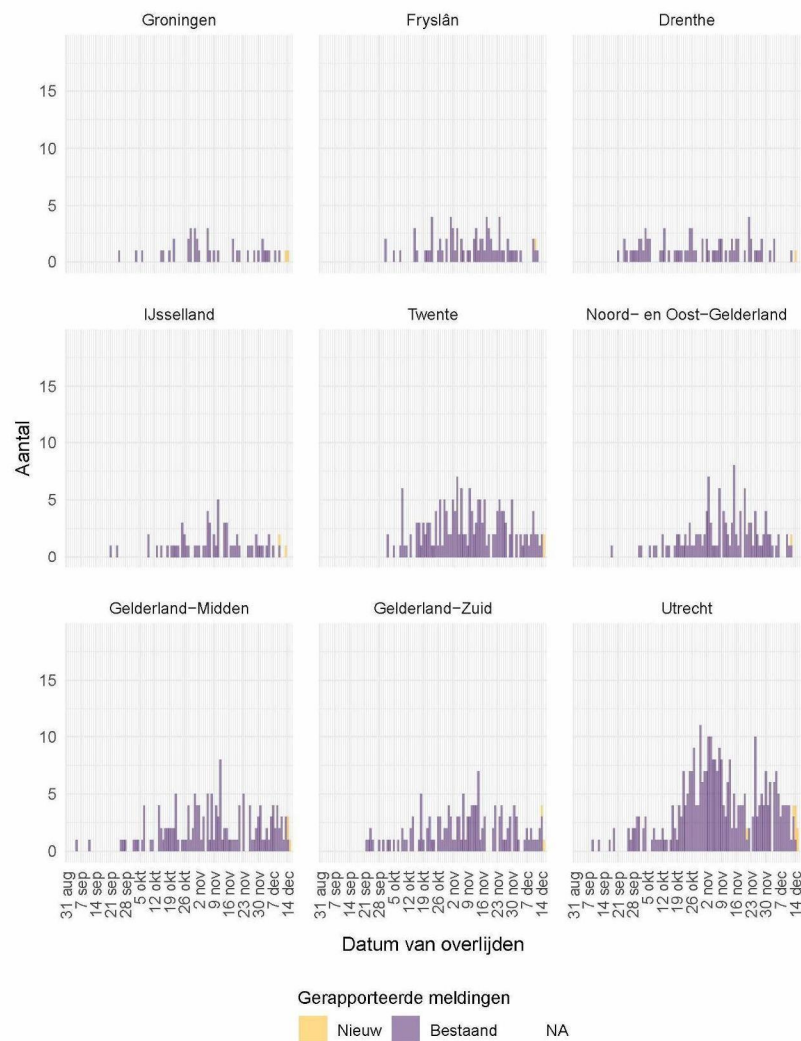 Groningen Fryslân Drenthe
15
10
5
0
IJsselland Twente Noord- en Oost-Gelderland
15
10
5
0
Aantal
Gelderland-Midden Gelderland-Zuid Utrecht
15
10
5
0
31 aug 7 sep 14 sep 21 sep 28 sep 5 okt 12 okt 19 okt 26 okt 2 nov 9 nov 16 nov 23 nov 30 nov 7 dec 14 dec
31 aug 7 sep 14 sep 21 sep 28 sep 5 okt 12 okt 19 okt 26 okt 2 nov 9 nov 16 nov 23 nov 30 nov 7 dec 14 dec
31 aug 7 sep 14 sep 21 sep 28 sep 5 okt 12 okt 19 okt 26 okt 2 nov 9 nov 16 nov 23 nov 30 nov 7 dec 14 dec
Datum van overlijden
Gerapporteerde meldingen
Nieuw Bestaand NA